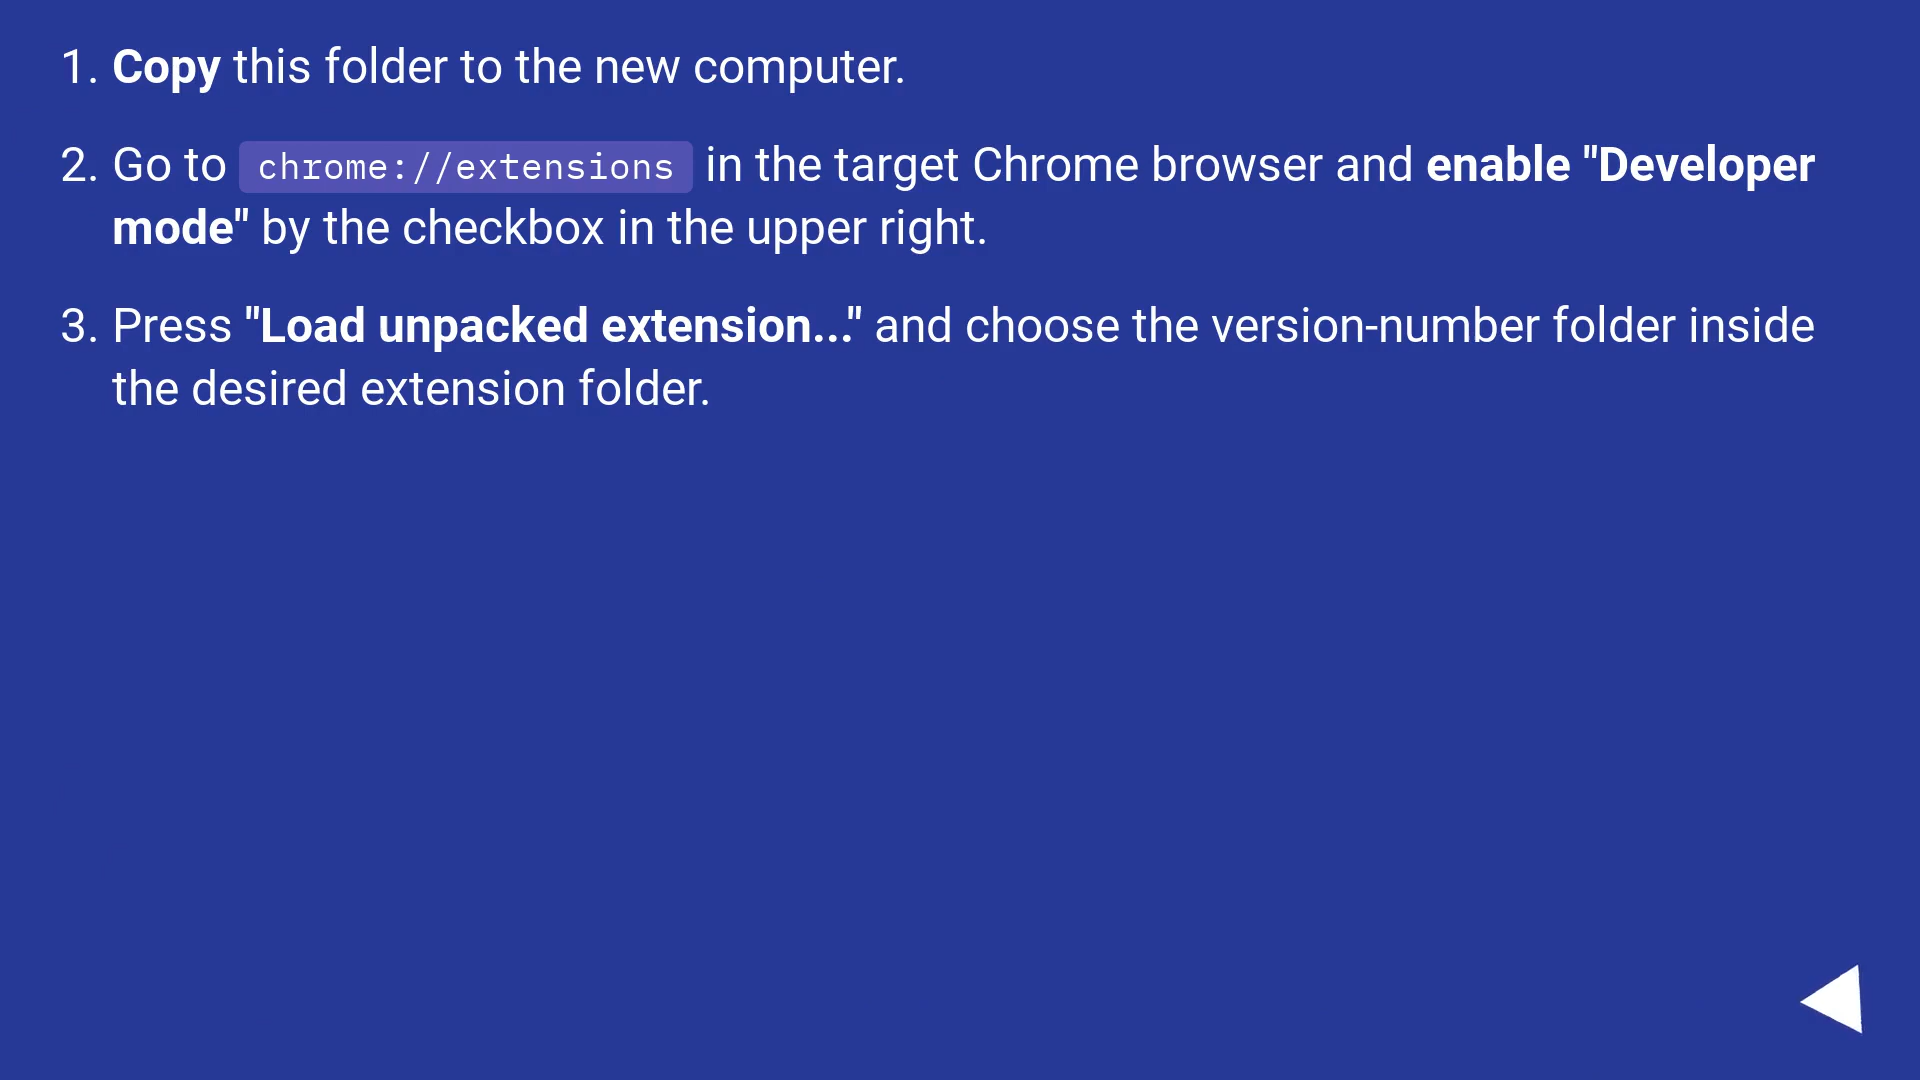 1. Copy this folder to the new computer.
2. Go to chrome://extensions in the target Chrome browser and enable "Developer
mode" by the checkbox in the upper right.
3. Press "Load unpacked extension..." and choose the version-number folder inside
the desired extension folder.